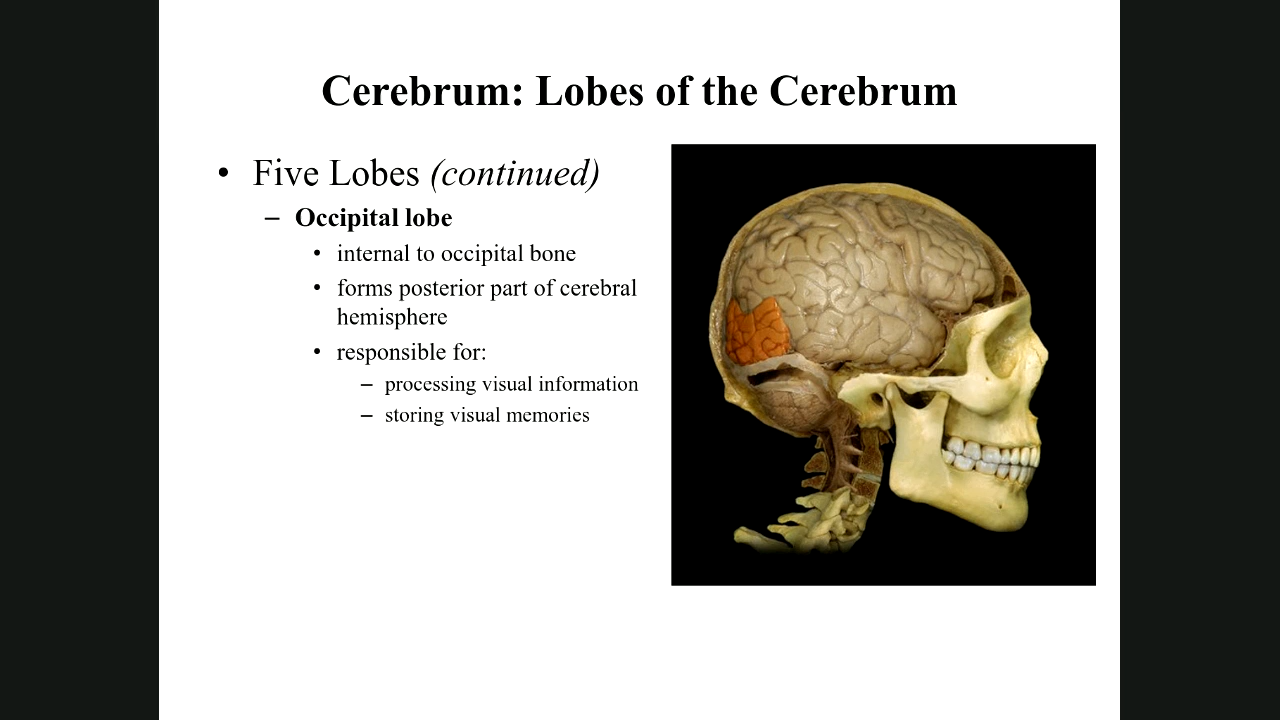 Cerebrum: Lobes of the Cerebrum
• Five Lobes (continued)
– Occipital lobe
• internal to occipital bone
• forms posterior part of cerebral
hemisphere
• responsible for:
– processing visual information
– storing visual memories